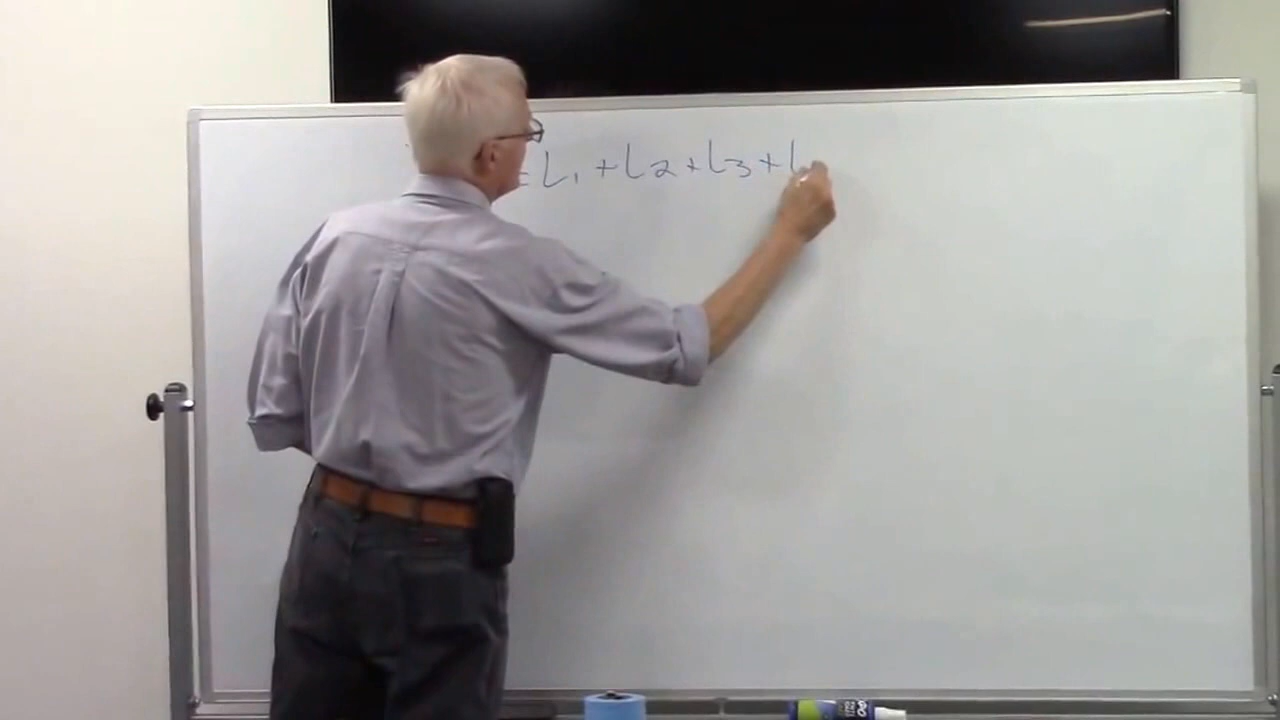 = L1 + L2 + L3 + L